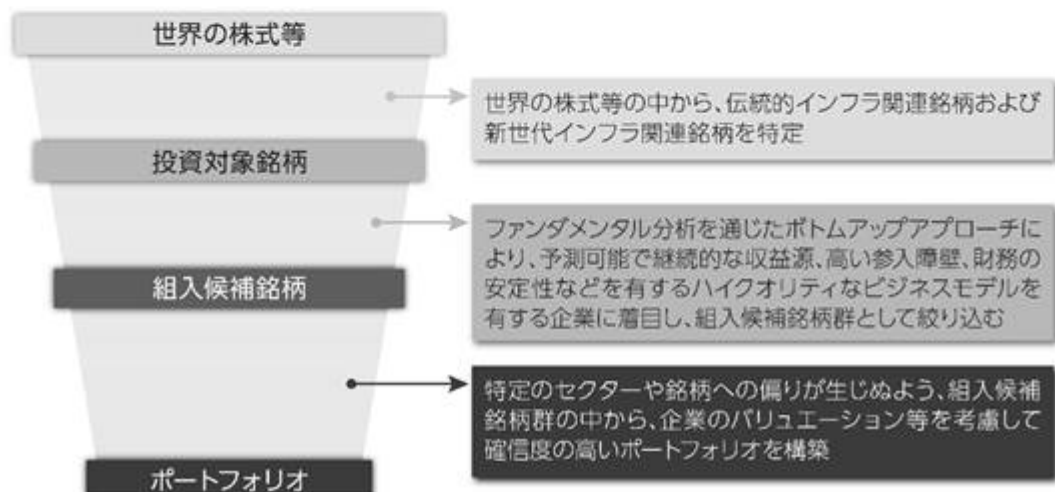 世界の株式等
世界の株式等の中から、伝統的インフラ関連銘柄および
新世代インフラ関連銘柄を特定
投資対象銘柄
ファンダメンタル分析を通じたボトムアップアプローチに
より、予測可能で継続的な収益源、高い参入障壁、財務の
安定性などを有するハイクオリティなビジネスモデルを
有する企業に着目し、組入候補銘柄群として絞り込む
組入候補銘柄
特定のセクターや銘柄への偏りが生じぬよう、組入候補
銘柄群の中から、企業のバリュエーション等を考慮して
確信度の高いポートフォリオを構築
ポートフォリオ